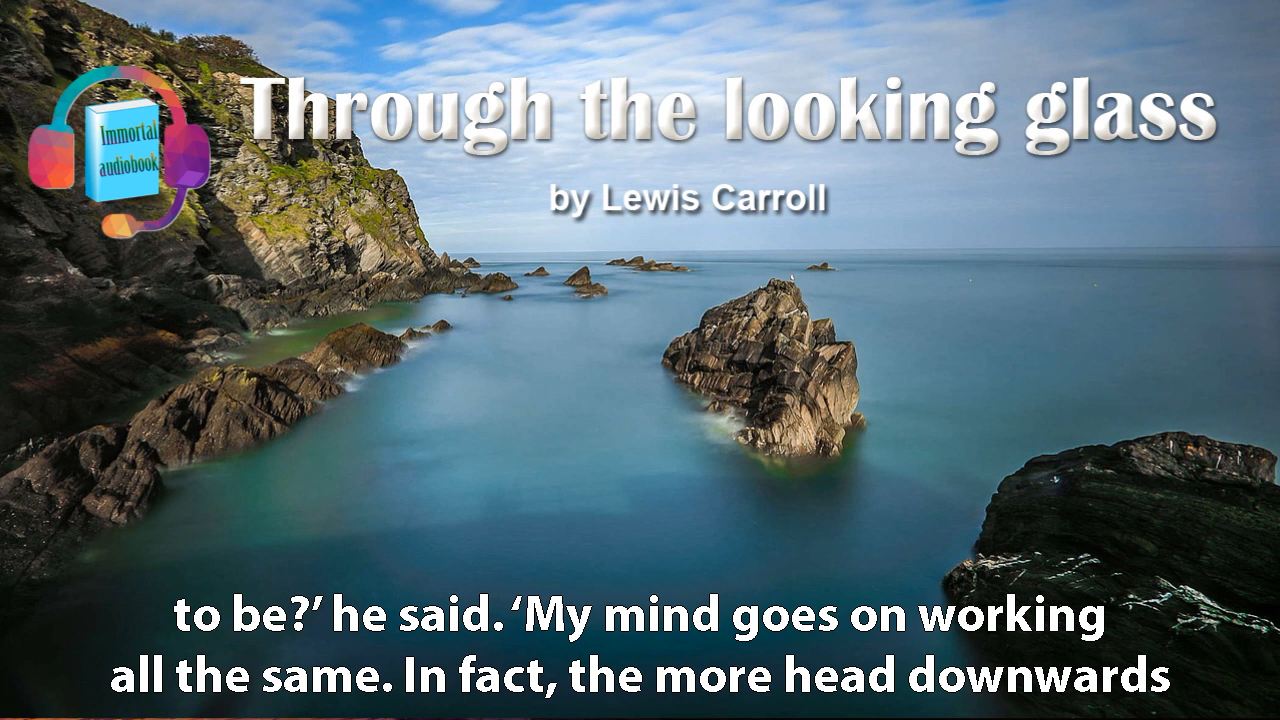 Through the looking glass
by Lewis Carroll
Immortal
audiobook
to be?’ he said. ‘My mind goes on working
all the same. In fact, the more head downwards